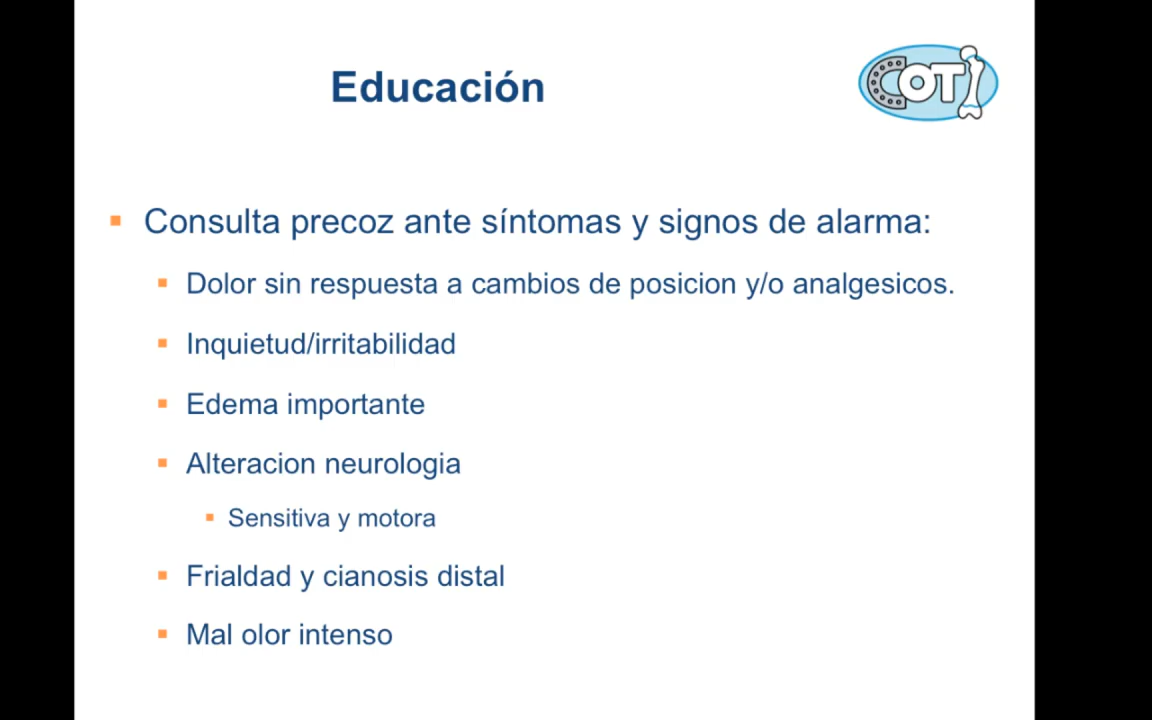 Educación
COTI
Consulta precoz ante síntomas y signos de alarma:
Dolor sin respuesta a cambios de posicion y/o analgesicos.
Inquietud/irritabilidad
Edema importante
Alteracion neurologia
Sensitiva y motora
Frialdad y cianosis distal
Mal olor intenso